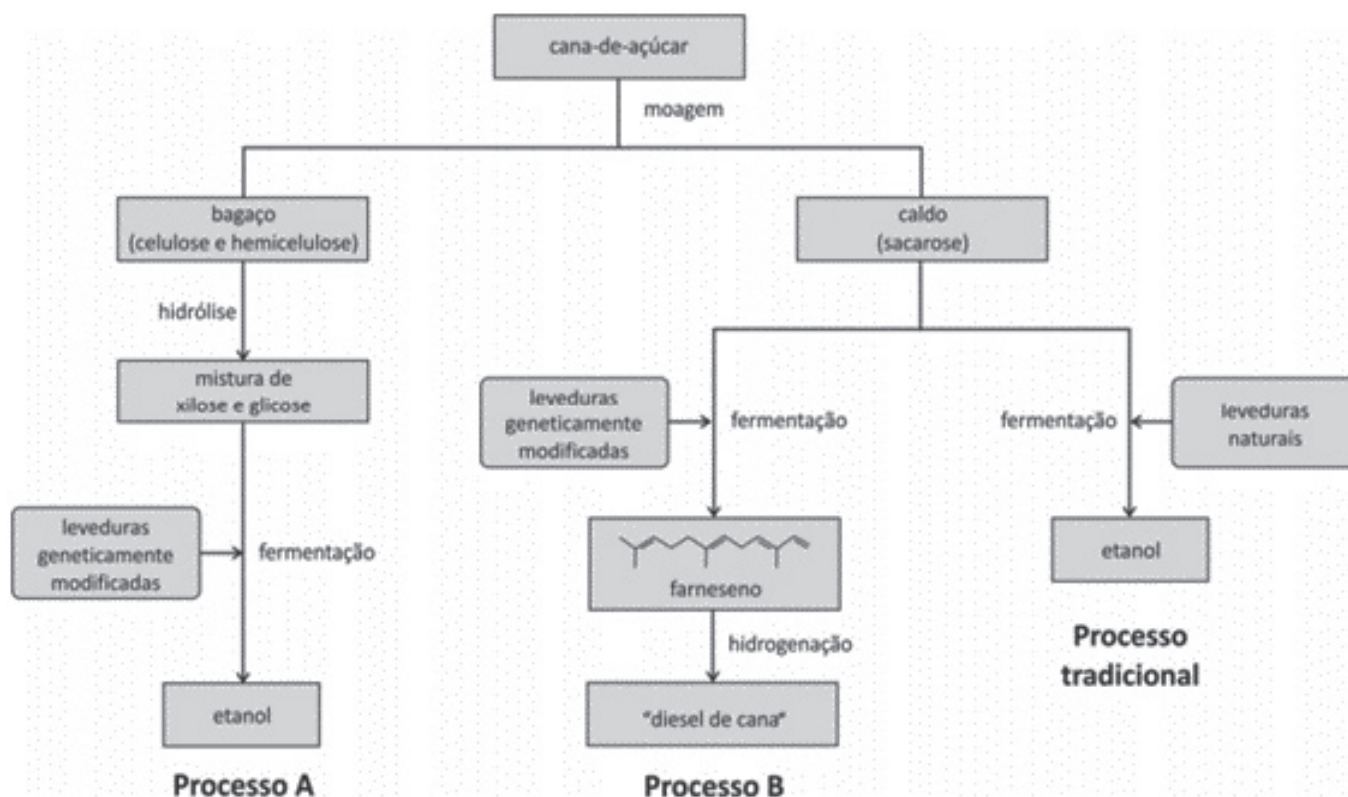 cana-de-açúcar
moagem
bagaço
(celulose e hemicelulose)
caldo
(sacarose)
hidrólise
mistura de
xilose e glicose
leveduras
geneticamente
modificadas
fermentação
fermentação
leveduras
naturais
leveduras
geneticamente
modificadas
fermentação
farneseno
etanol
hidrogenação
Processo
tradicional
etanol
"diesel de cana"
Processo A
Processo B